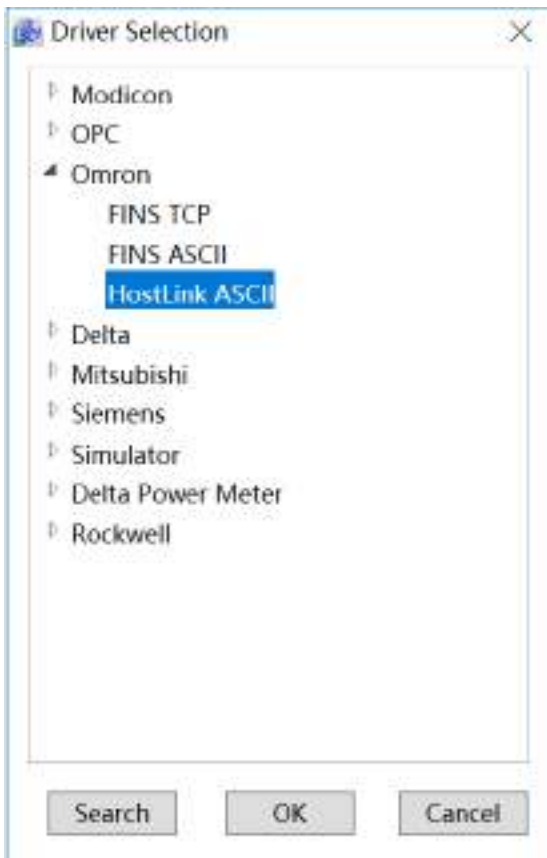 Driver Selection
Modicon
OPC
Omron
FINS TCP
FINS ASCII
HostLink ASCII
Delta
Mitsubishi
Siemens
Simulator
Delta Power Meter
Rockwell
Search OK Cancel